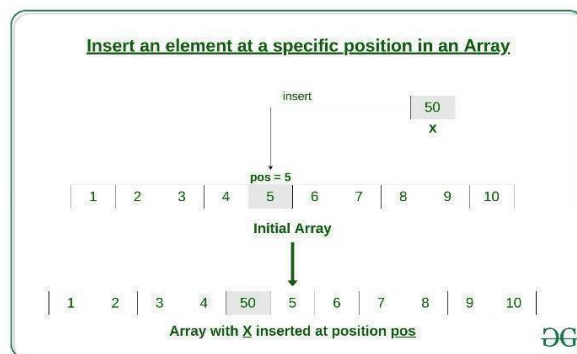 Insert an element at a specific position in an Array
insert
50
x
pos = 5
1 2 3 4 5 6 7 8 9 10
Initial Array
1 2 3 4 50 5 6 7 8 9 10
Array with X inserted at position pos